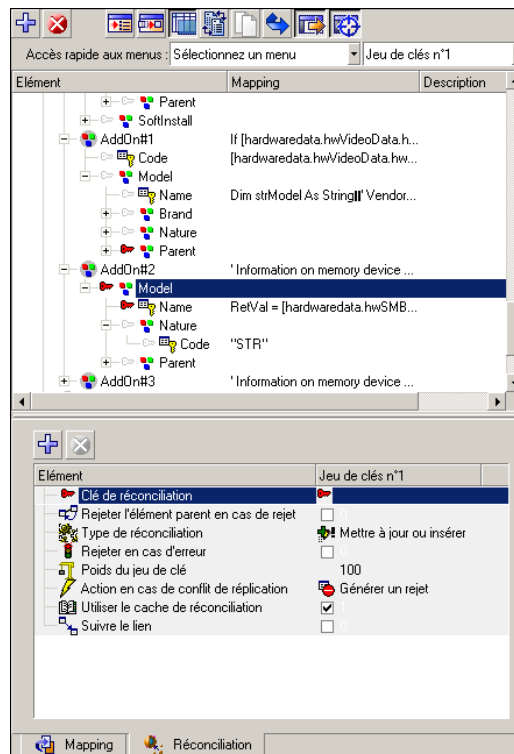 Accès rapide aux menus : Sélectionnez un menu Jeu de clés n°1
Elément Mapping Description
Parent
SoftInstall
AddOn#1 If [hardwaredata.hwVideoData.h...
Code [hardwaredata.hwVideoData.hw...
Model
Name Dim strModel As String||' Vendor...
Brand
Nature
Parent
AddOn#2 ' Information on memory device ...
Model
Name RetVal = [hardwaredata.hwSMB...
Nature
Code "STR"
Parent
AddOn#3 ' Information on memory device ...
Elément Jeu de clés n°1
Clé de réconciliation
Rejeter l'élément parent en cas de rejet 0
Type de réconciliation Mettre à jour ou insérer
Rejeter en cas d'erreur 0
Poids du jeu de clé 100
Action en cas de conflit de réplication Générer un rejet
Utiliser le cache de réconciliation 1
Suivre le lien 0
Mapping Réconciliation